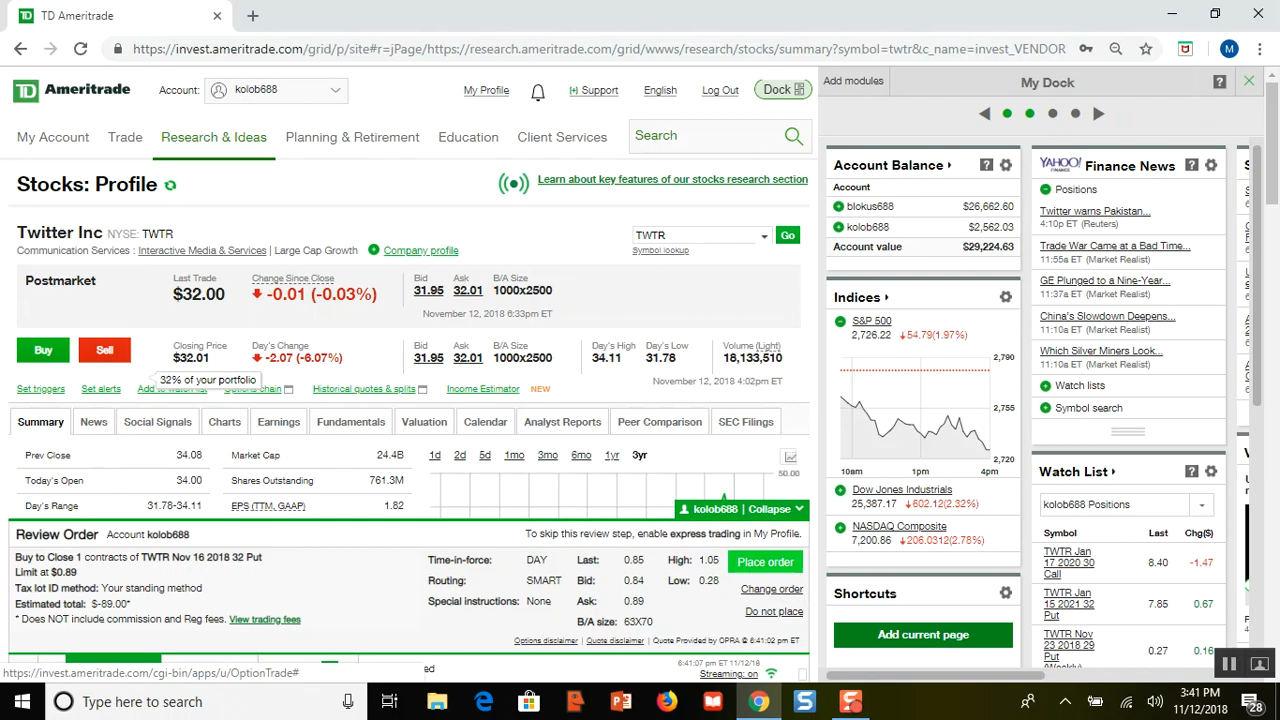 TD Ameritrade
https://invest.ameritrade.com/grid/p/site#r=jPage/https://research.ameritrade.com/grid/wwws/research/stocks/summary?symbol=twtr&c_name=invest_VENDOR
M
TD Ameritrade Account: kolob688 My Profile Support English Log Out Dock
My Account Trade Research & Ideas Planning & Retirement Education Client Services Search
Stocks: Profile Learn about key features of our stocks research section
Twitter Inc NYSE: TWTR TWTR Go
Communication Services : Interactive Media & Services | Large Cap Growth Company profile Symbol lookup
Postmarket
Last Trade Change Since Close Bid Ask B/A Size
$32.00 -0.01 (-0.03%) 31.95 32.01 1000x2500
November 12, 2018 6:33pm ET
Buy Sell
Closing Price Day's Change Bid Ask B/A Size Day's High Day's Low Volume (Light)
$32.01 -2.07 (-6.07%) 31.95 32.01 1000x2500 34.11 31.78 18,133,510
November 12, 2018 4:02pm ET
32% of your portfolio
Set triggers Set alerts Historical quotes & splits Income Estimator NEW
Summary News Social Signals Charts Earnings Fundamentals Valuation Calendar Analyst Reports Peer Comparison SEC Filings
Prev Close 34.08 Market Cap 24.4B 1d 2d 5d 1mo 3mo 6mo 1yr 3yr
50.00
Today's Open 34.00 Shares Outstanding 761.3M
Day's Range 31.78-34.11 EPS (TTM, GAAP) 1.82
kolob688 | Collapse
Review Order Account kolob688 To skip this review step, enable express trading in My Profile.
Buy to Close 1 contracts of TWTR Nov 16 2018 32 Put
Limit at $0.89
Tax lot ID method: Your standing method
Estimated total: $-89.00*
* Does NOT include commission and Reg fees. View trading fees
Time-in-force: DAY Last: 0.85 High: 1.05 Place order
Routing: SMART Bid: 0.84 Low: 0.28 Change order
Special instructions: None Ask: 0.89 Do not place
B/A size: 63X70
Options disclaimer | Quote disclaimer | Quote Provided by OPRA @ 8:41:02 pm ET
6:41:07 pm ET 11/12/18
Streaming: on
https://invest.ameritrade.com/cgi-bin/apps/u/OptionTrade#
Add modules My Dock ?
Account Balance ?
Account
blokus688 $26,662.60
kolob688 $2,562.03
Account value $29,224.63
Indices
S&P 500
2,726.22 54.79(1.97%)
2,790
2,755
2,720
10am 1pm 4pm
Dow Jones Industrials
25,387.17 602.12(2.32%)
NASDAQ Composite
7,200.86 206.0312(2.78%)
Shortcuts
Add current page
YAHOO! FINANCE Finance News ?
Positions
Twitter warns Pakistan...
4:10p ET (Reuters)
Trade War Came at a Bad Time...
11:55a ET (Market Realist)
GE Plunged to a Nine-Year...
11:37a ET (Market Realist)
China's Slowdown Deepens...
11:10a ET (Market Realist)
Which Silver Miners Look...
11:10a ET (Market Realist)
Watch lists
Symbol search
Watch List ?
kolob688 Positions
Symbol Last Chg($)
TWTR Jan 17 2020 30 Call 8.40 -1.47
TWTR Jan 15 2021 32 Put 7.85 0.67
TWTR Nov 23 2018 29 Put (Weekly) 0.27 0.16
Type here to search
3:41 PM
11/12/2018
28